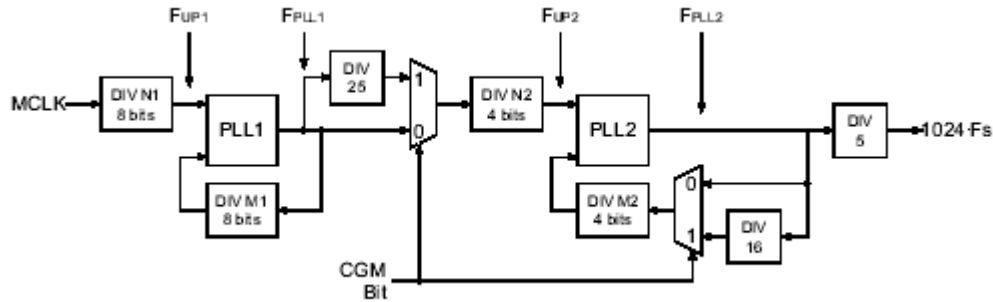 FUP1
FPLL1
FUP2
FPLL2
MCLK
DIV N1
8 bits
PLL1
DIV
25
1
0
DIV N2
4 bits
PLL2
DIV
5
1024·Fs
DIV M1
8 bits
DIV M2
4 bits
0
1
DIV
16
CGM
Bit